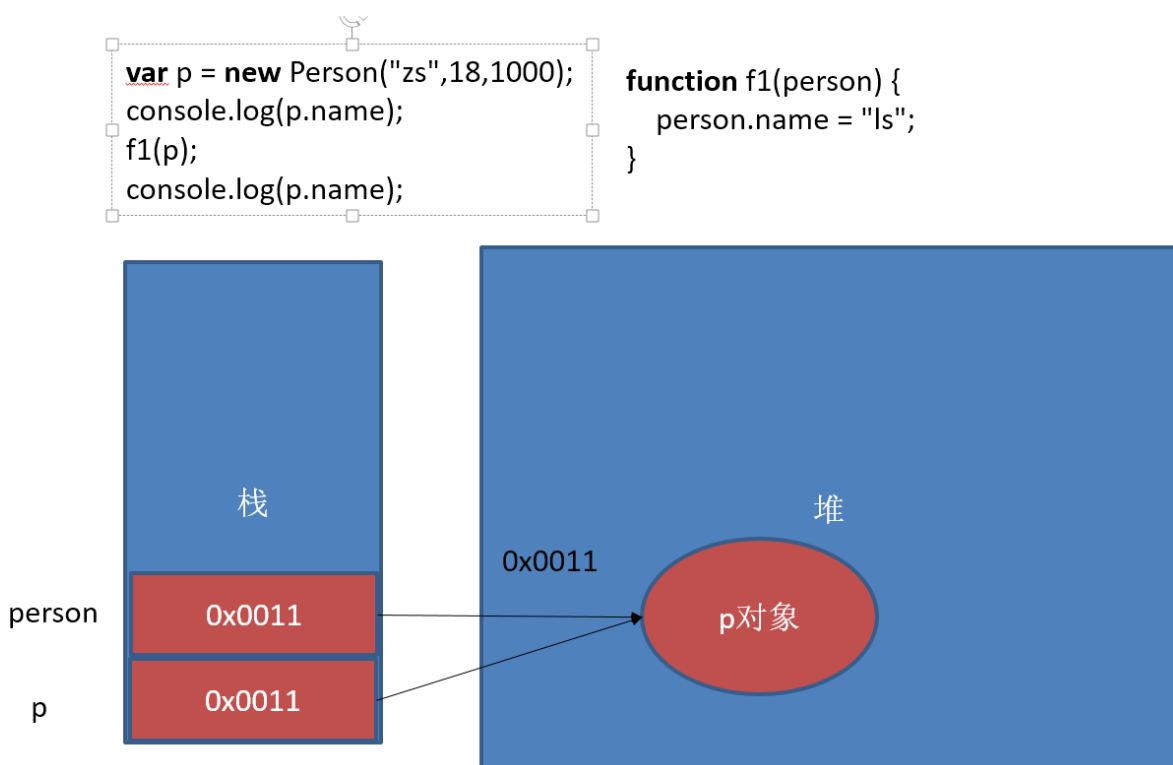 var p = new Person("zs",18,1000);
console.log(p.name);
f1(p);
console.log(p.name);
function f1(person) {
person.name = "ls";
}
栈
堆
0x0011
person
0x0011
p对象
p
0x0011